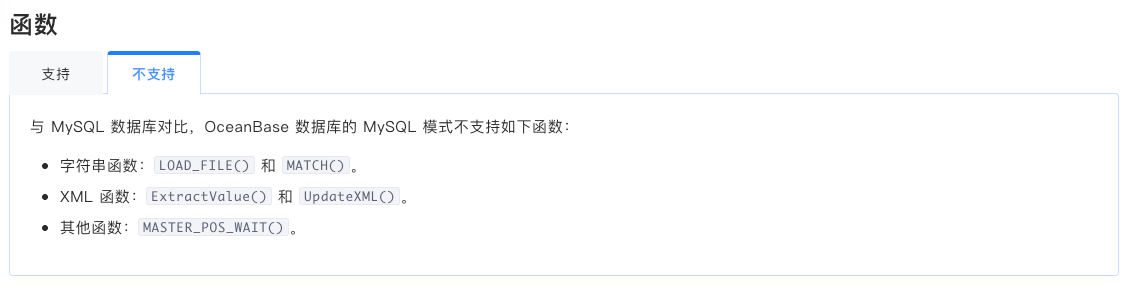 函数
支持
不支持
与 MySQL 数据库对比，OceanBase 数据库的 MySQL 模式不支持如下函数：
字符串函数：LOAD_FILE() 和 MATCH()。
XML 函数：ExtractValue() 和 UpdateXML()。
其他函数：MASTER_POS_WAIT()。